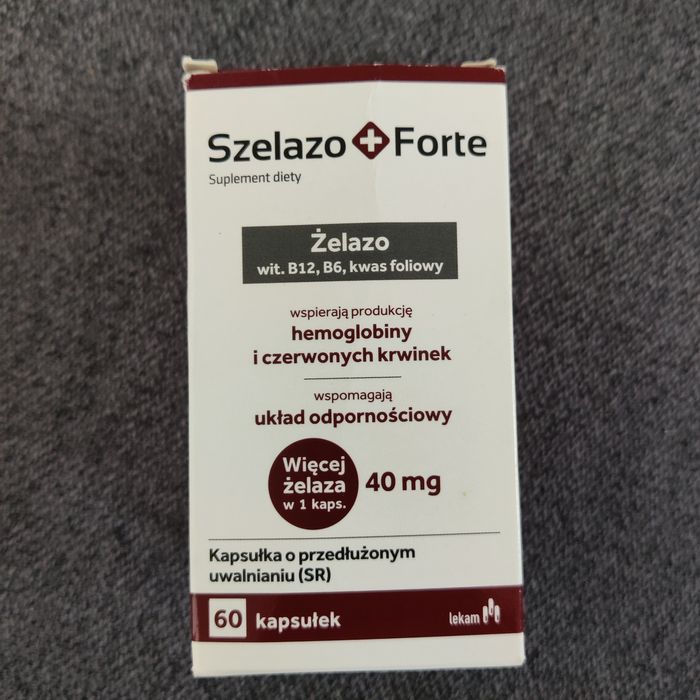 Szelazo Forte
Suplement diety
Żelazo
wit. B12, B6, kwas foliowy
wspierają produkcję
hemoglobiny
i czerwonych krwinek
wspomagają
układ odpornościowy
Więcej
żelaza
w 1 kaps.
40 mg
Kapsułka o przedłużonym
uwalnianiu (SR)
60 kapsułek
lekam